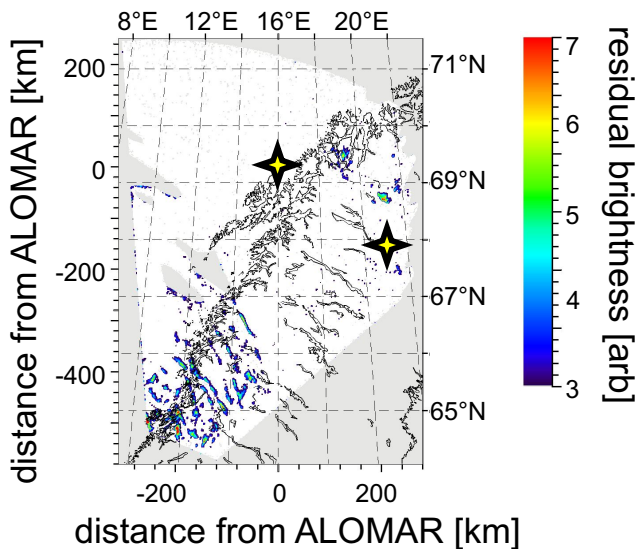 8°E 12°E 16°E 20°E
200
0
-200
-400
distance from ALOMAR [km]
71°N
69°N
67°N
65°N
-200 0 200
distance from ALOMAR [km]
7
6
5
4
3
residual brightness [arb]